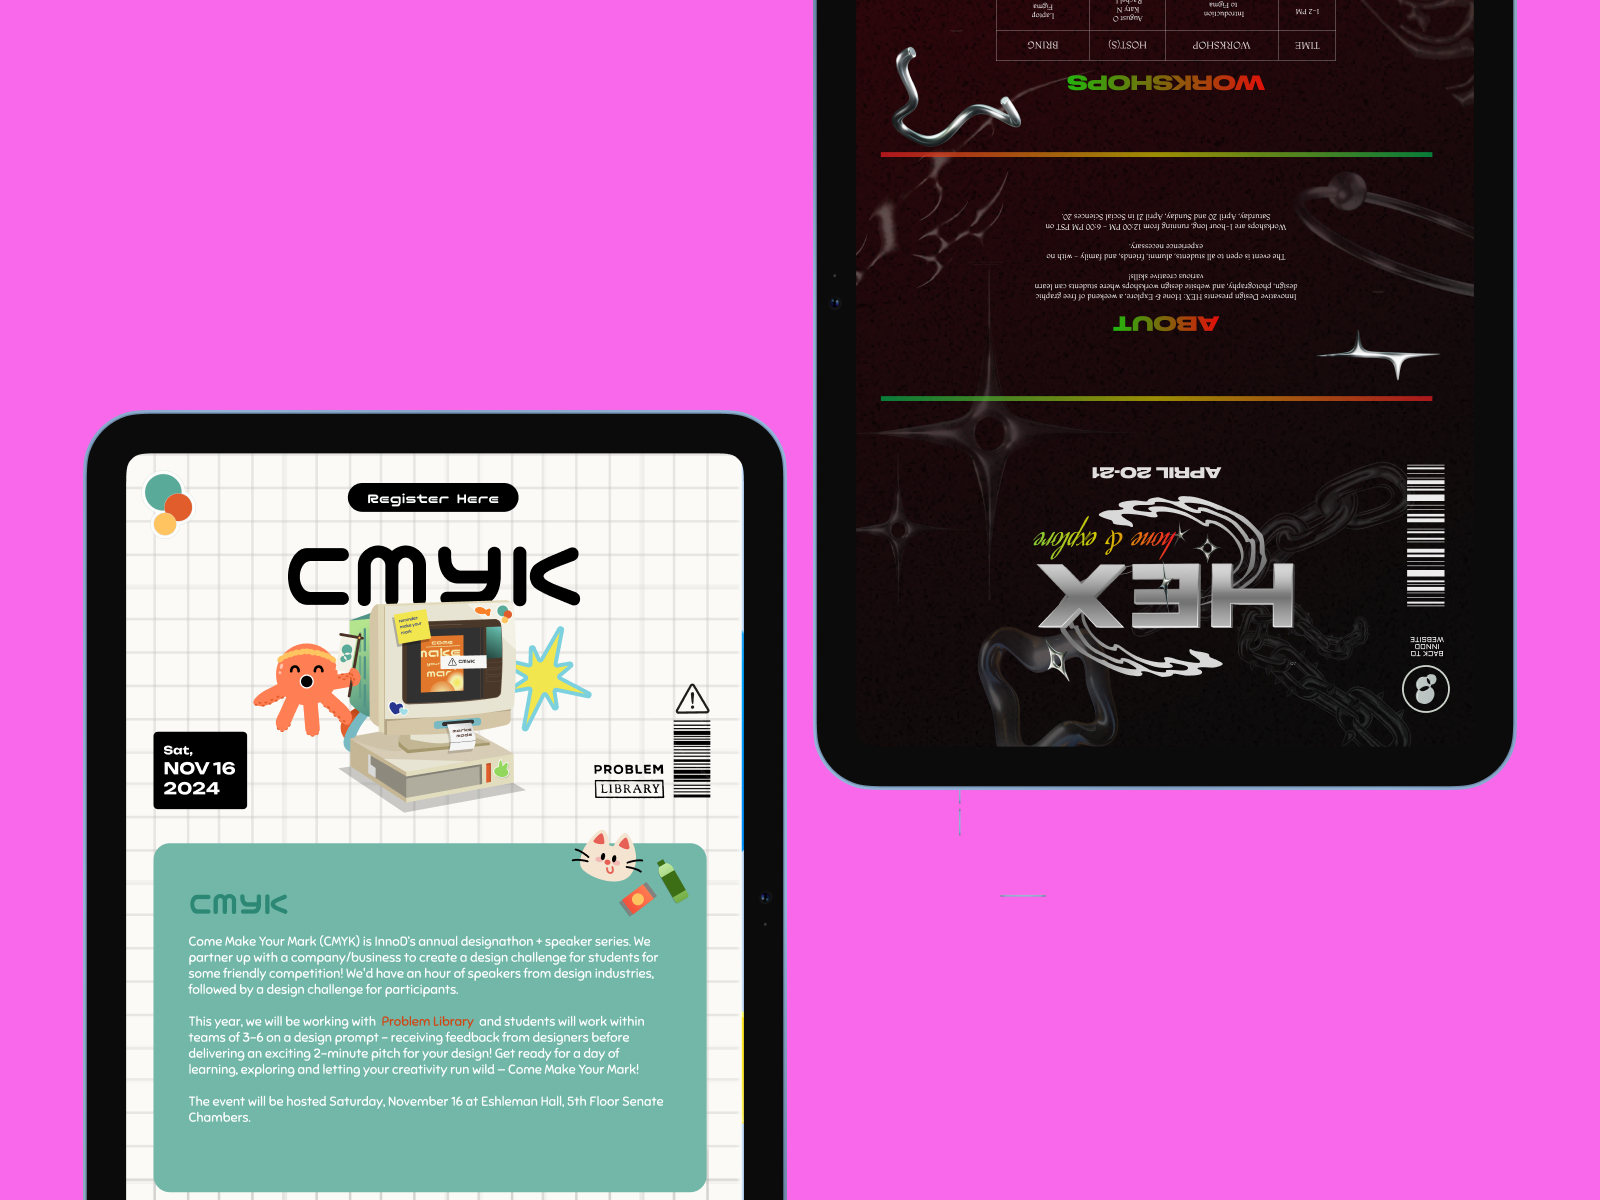 Register Here
CMYK
reminder
make your
mark
COME
make
mar
CMYK
Sat,
NOV 16
2024
PROBLEM
LIBRARY
CMYK
Come Make Your Mark (CMYK) is InnoD's annual designathon + speaker series. We
partner up with a company/business to create a design challenge for students for
some friendly competition! We'd have an hour of speakers from design industries,
followed by a design challenge for participants.
This year, we will be working with Problem Library and students will work within
teams of 3-6 on a design prompt - receiving feedback from designers before
delivering an exciting 2-minute pitch for your design! Get ready for a day of
learning, exploring and letting your creativity run wild – Come Make Your Mark!
The event will be hosted Saturday, November 16 at Eshleman Hall, 5th Floor Senate
Chambers.
BACK TO
INNOD
WEBSITE
HEX
hone & explore
APRIL 20-21
ABOUT
Innovative Design presents HEX: Hone & Explore, a weekend of free graphic
design, photography, and website design workshops where students can learn
various creative skills!
The event is open to all students, alumni, friends, and family - with no
experience necessary.
Workshops are 1-hour long, running from 12:00 PM - 6:00 PM PST on
Saturday, April 20 and Sunday, April 21 in Social Sciences 20.
WORKSHOPS
TIME WORKSHOP HOST(S) BRING
1-2 PM Introduction to Figma August O Katy N Laptop Figma